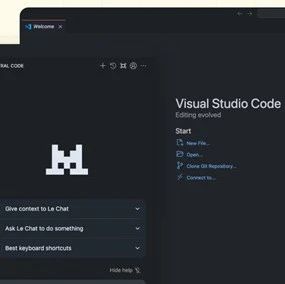 Welcome
RAL CODE
Visual Studio Code
Editing evolved
Start
New File...
Open...
Clone Git Repository...
Connect to...
Give context to Le Chat
Ask Le Chat to do something
Best keyboard shortcuts
Hide help